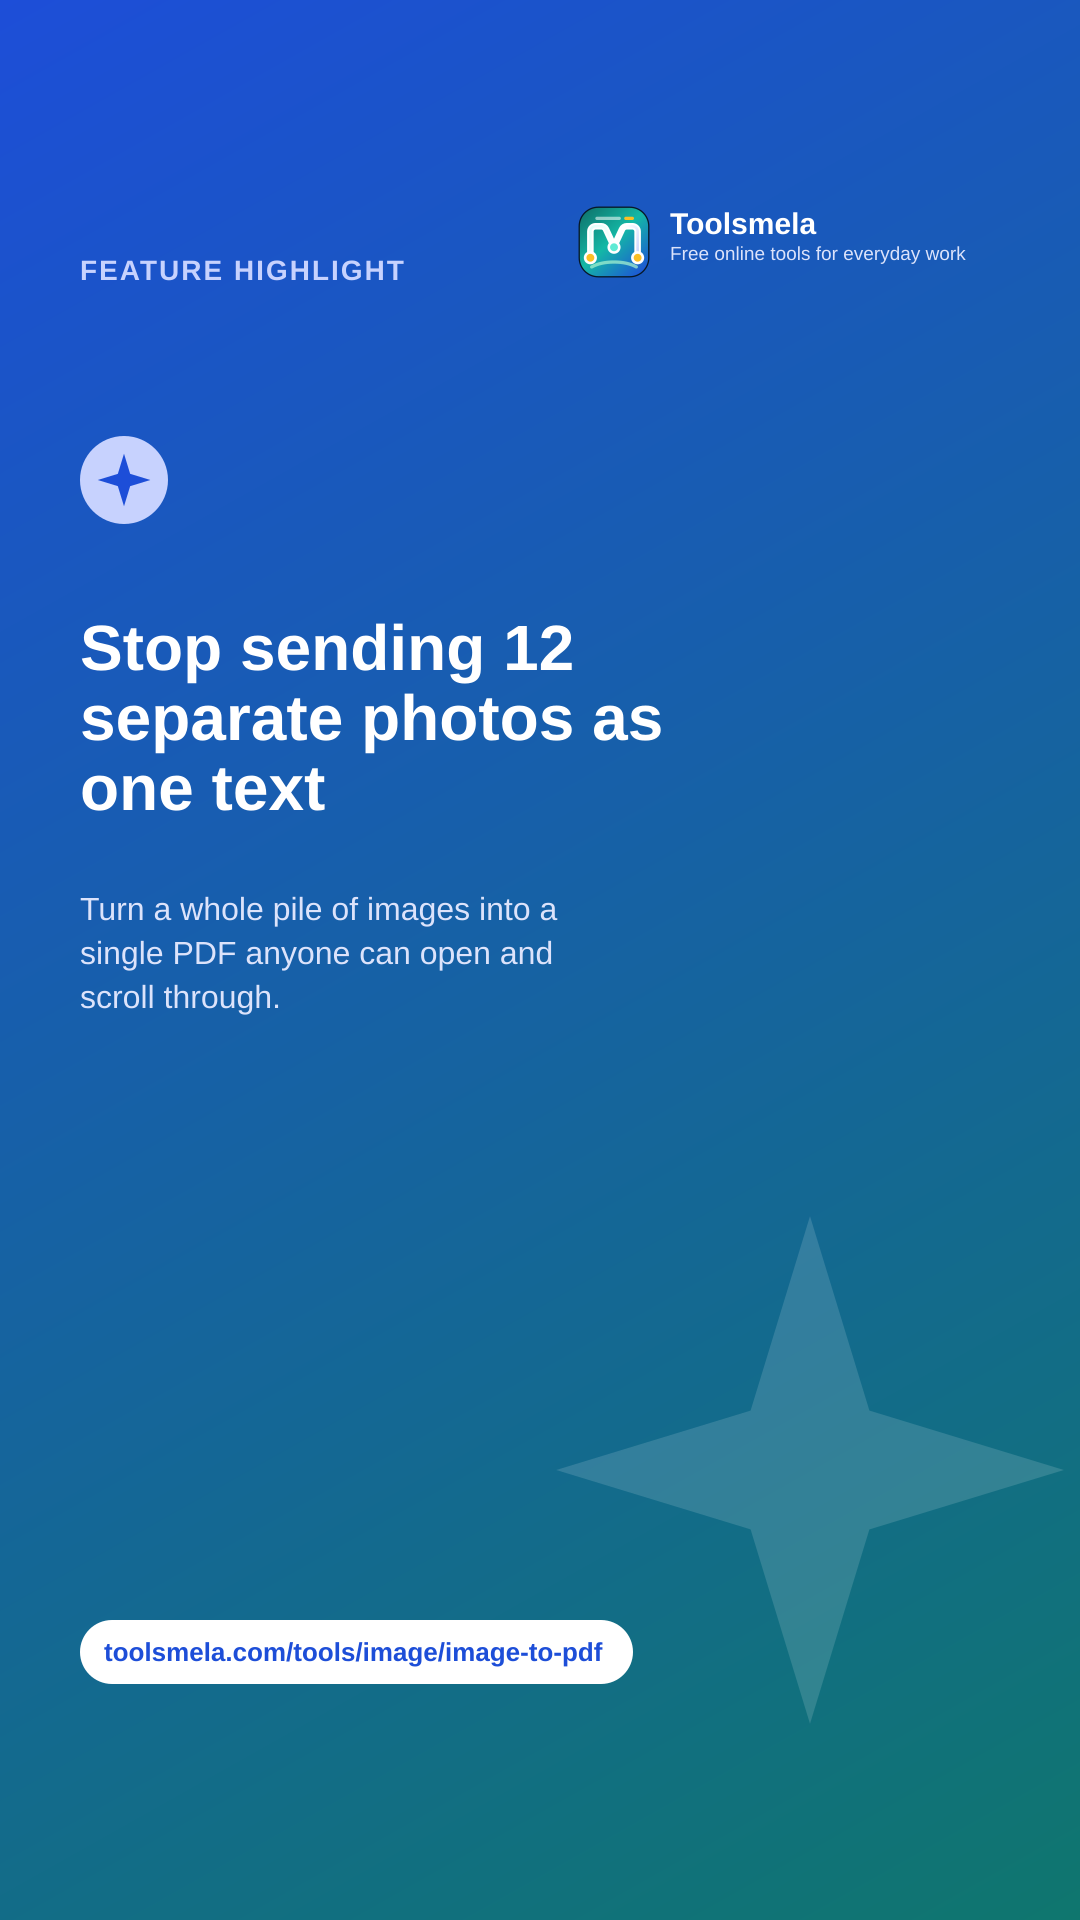 FEATURE HIGHLIGHT
Toolsmela
Free online tools for everyday work
Stop sending 12
separate photos as
one text
Turn a whole pile of images into a
single PDF anyone can open and
scroll through.
toolsmela.com/tools/image/image-to-pdf